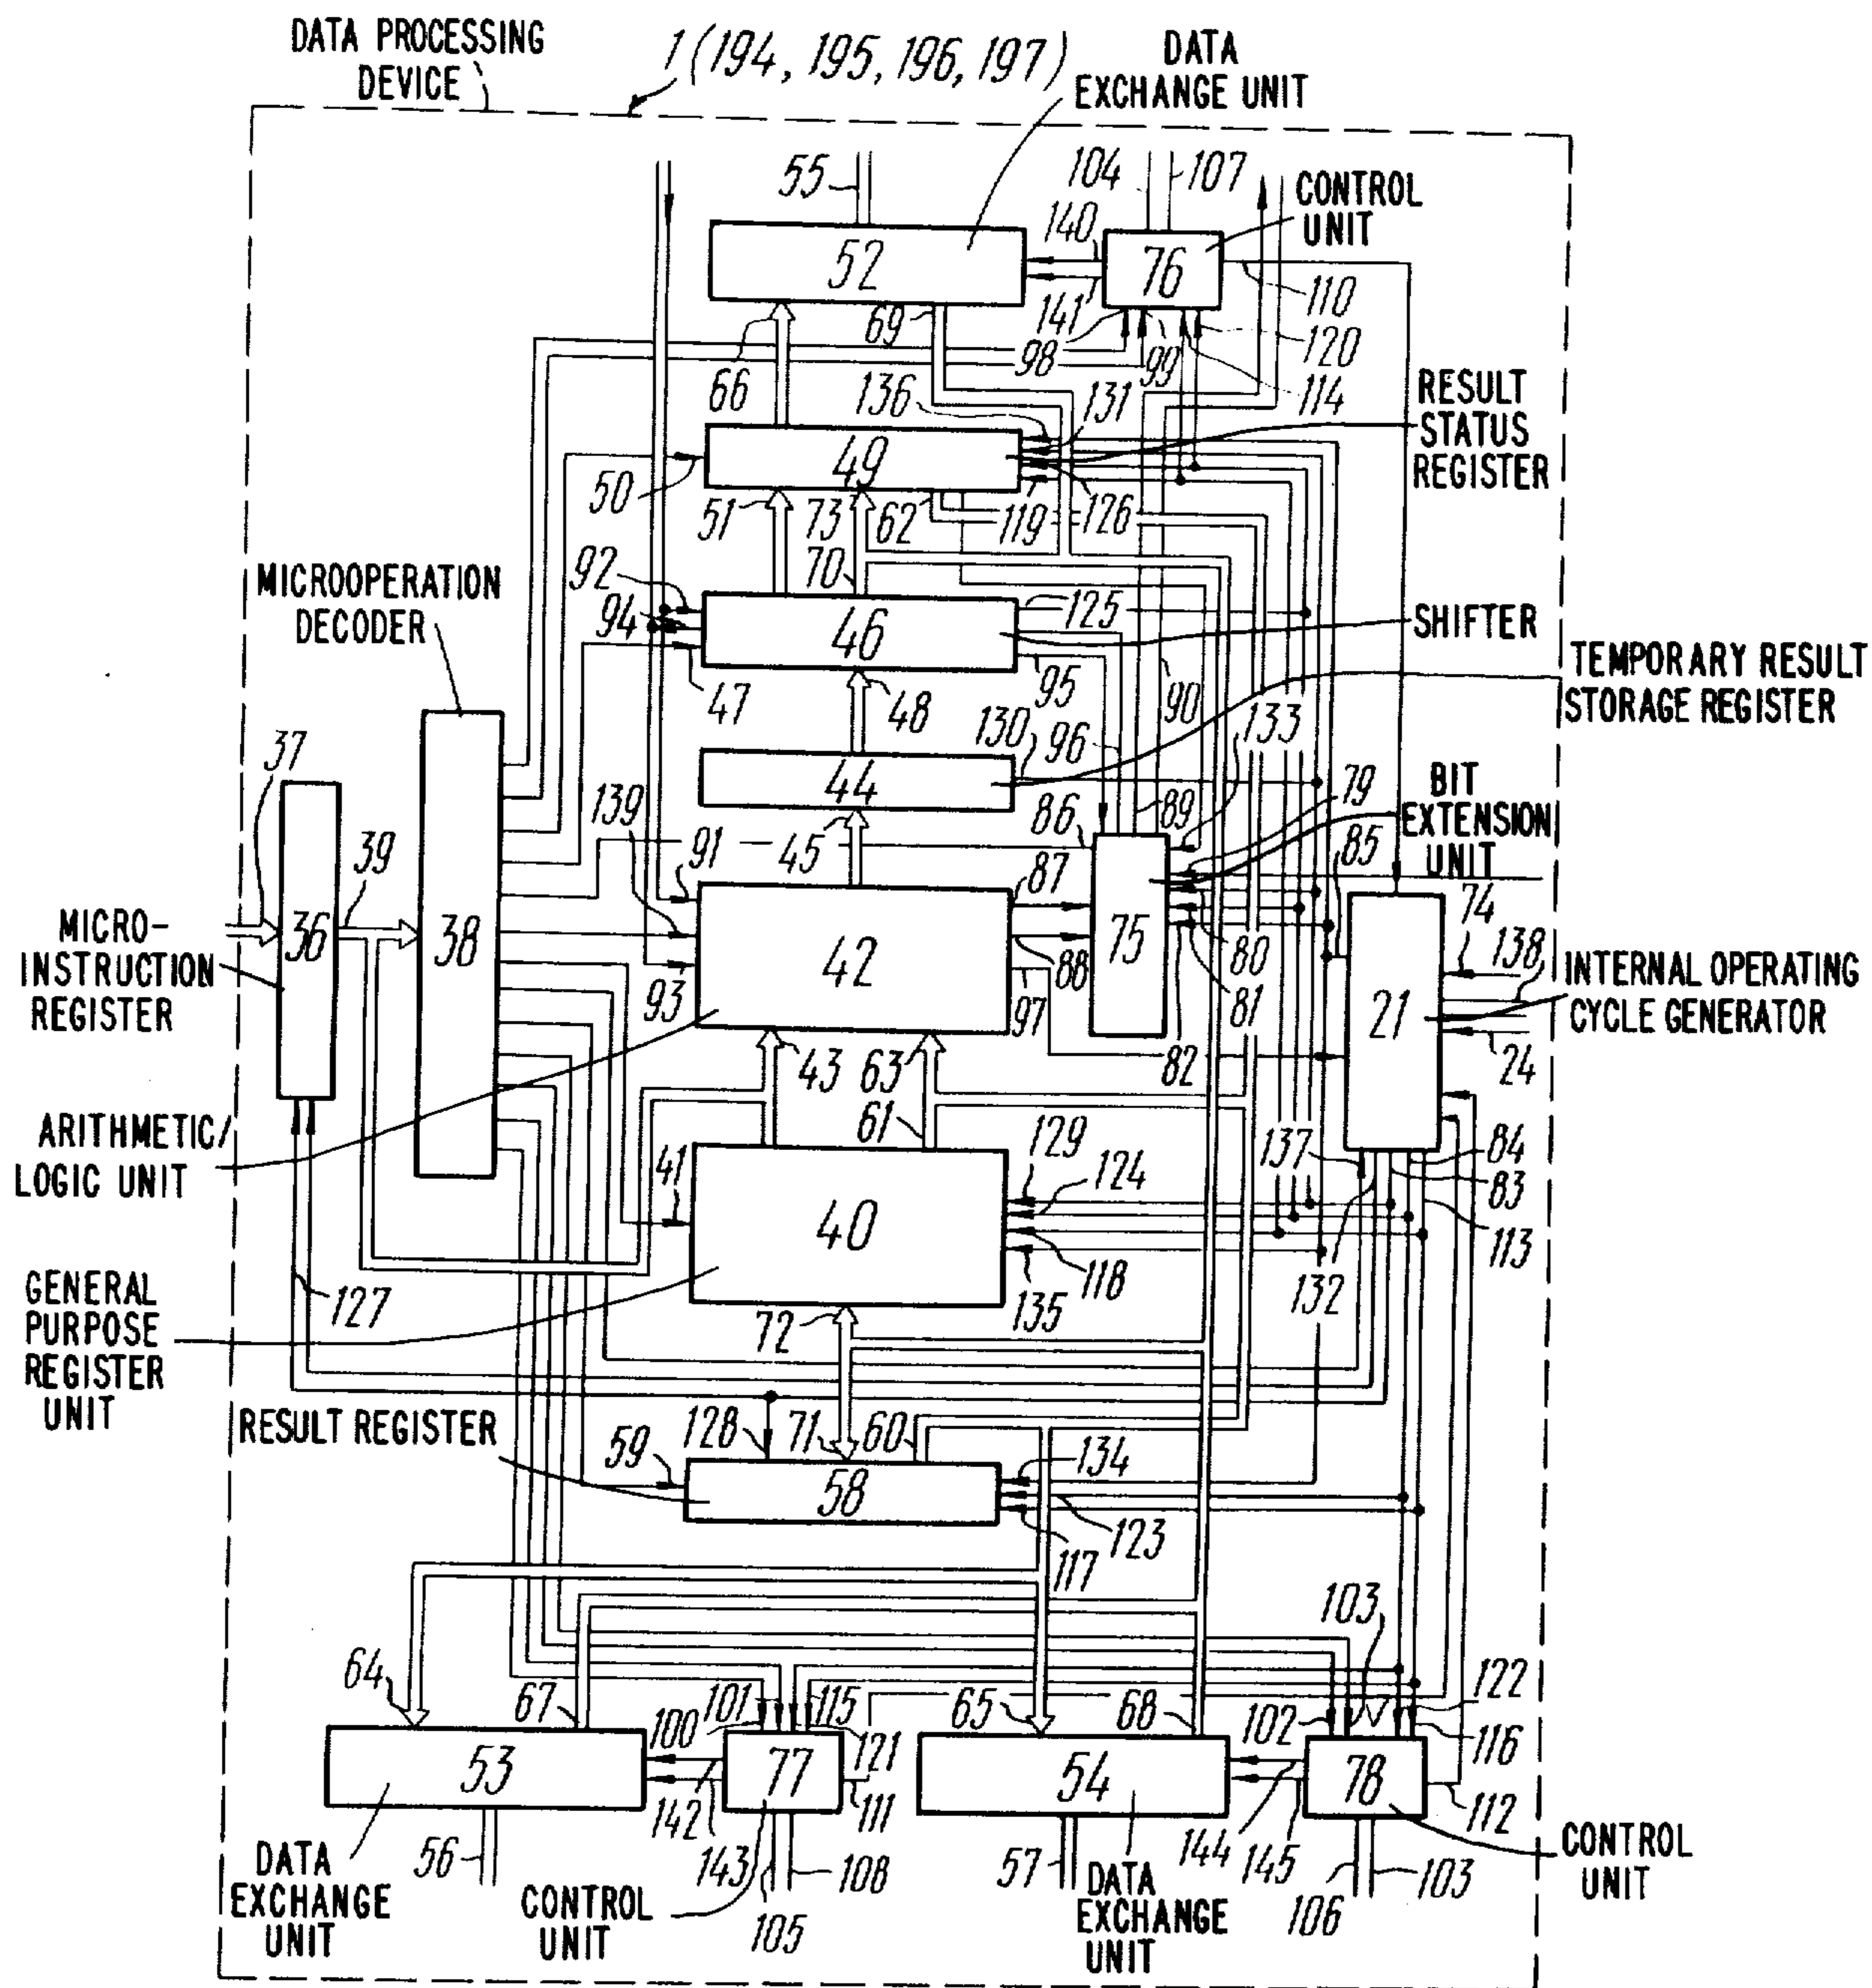 DATA PROCESSING
DEVICE
1 (194, 195, 196, 197)
DATA
EXCHANGE UNIT
55
104
107
CONTROL
UNIT
52
140
76
141
110
69
98
99
120
114
66
136
131
RESULT
STATUS
REGISTER
49
50
51
73
62
119
126
70
MICROOPERATION
DECODER
92
94
46
125
SHIFTER
47
48
95
90
TEMPORARY RESULT
STORAGE REGISTER
130
96
133
37
44
139
45
86
89
79
BIT
EXTENSION
UNIT
39
91
87
85
74
36
38
42
75
88
80
138
MICRO-
INSTRUCTION
REGISTER
93
97
81
21
INTERNAL OPERATING
CYCLE GENERATOR
43
63
82
24
ARITHMETIC/
LOGIC UNIT
61
129
124
137
84
83
41
40
113
118
135
132
GENERAL
PURPOSE
REGISTER
UNIT
127
72
RESULT REGISTER
128
71
60
59
134
58
123
117
103
64
67
101
100
115
121
65
68
102
122
116
53
77
54
78
142
111
144
112
56
143
108
57
145
CONTROL
UNIT
DATA
EXCHANGE
UNIT
CONTROL
UNIT
105
DATA
EXCHANGE
UNIT
106
103